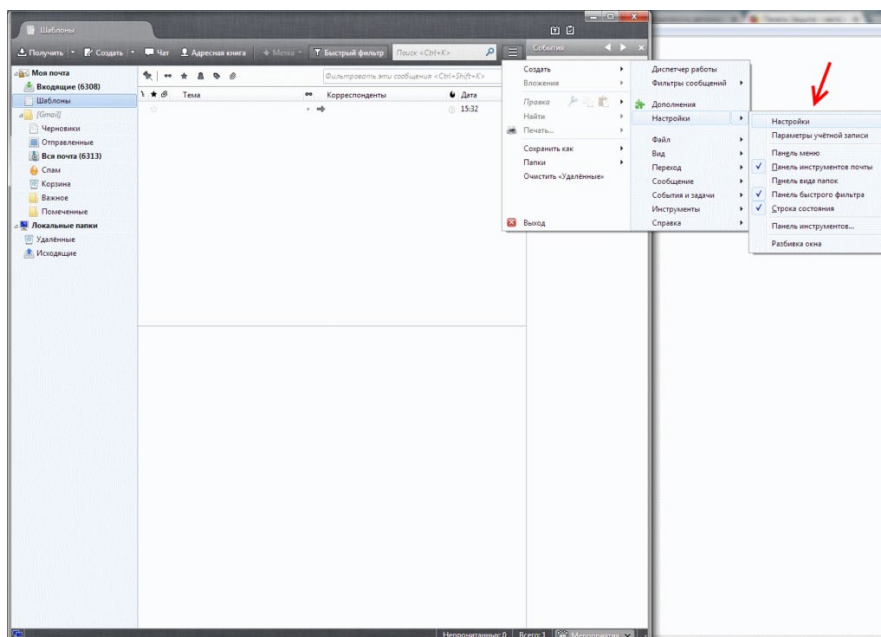 Шаблоны
Получить Создать Чат Адресная книга Метка Быстрый фильтр Поиск <Ctrl+K> События
Моя почта
Входящие (6308)
Шаблоны
[Gmail]
Черновики
Отправленные
Вся почта (6313)
Спам
Корзина
Важное
Помеченные
Локальные папки
Удалённые
Исходящие
Фильтровать эти сообщения <Ctrl+Shift+K>
Тема Корреспонденты Дата
15:32
Создать
Вложения
Правка
Найти
Печать...
Сохранить как
Папки
Очистить «Удалённые»
Выход
Диспетчер работы
Фильтры сообщений
Дополнения
Настройки
Файл
Вид
Переход
Сообщение
События и задачи
Инструменты
Справка
Настройки
Параметры учётной записи
Панель меню
Панель инструментов почты
Панель вида папок
Панель быстрого фильтра
Строка состояния
Панель инструментов...
Разбивка окна
Непрочитанные: 0 Всего: 1 Мероприятия